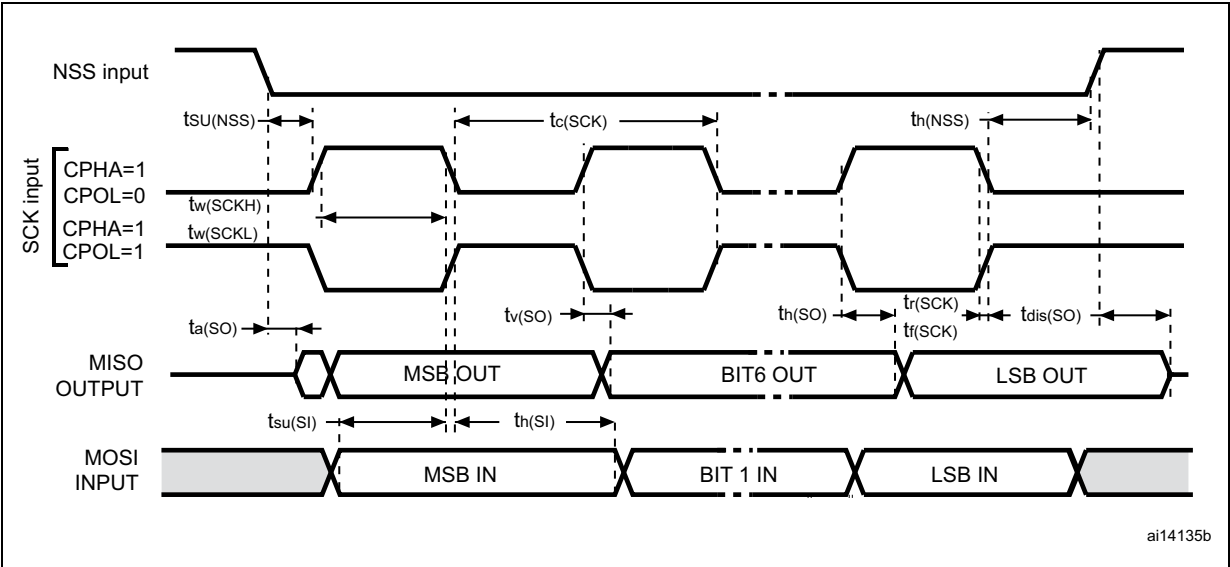 NSS input
tSU(NSS)
tc(SCK)
th(NSS)
SCK input
CPHA=1
CPOL=0
tw(SCKH)
CPHA=1
tw(SCKL)
CPOL=1
ta(SO)
tv(SO)
th(SO)
tr(SCK)
tf(SCK)
tdis(SO)
MISO
OUTPUT
MSB OUT
BIT6 OUT
LSB OUT
tsu(SI)
th(SI)
MOSI
INPUT
MSB IN
BIT 1 IN
LSB IN
ai14135b